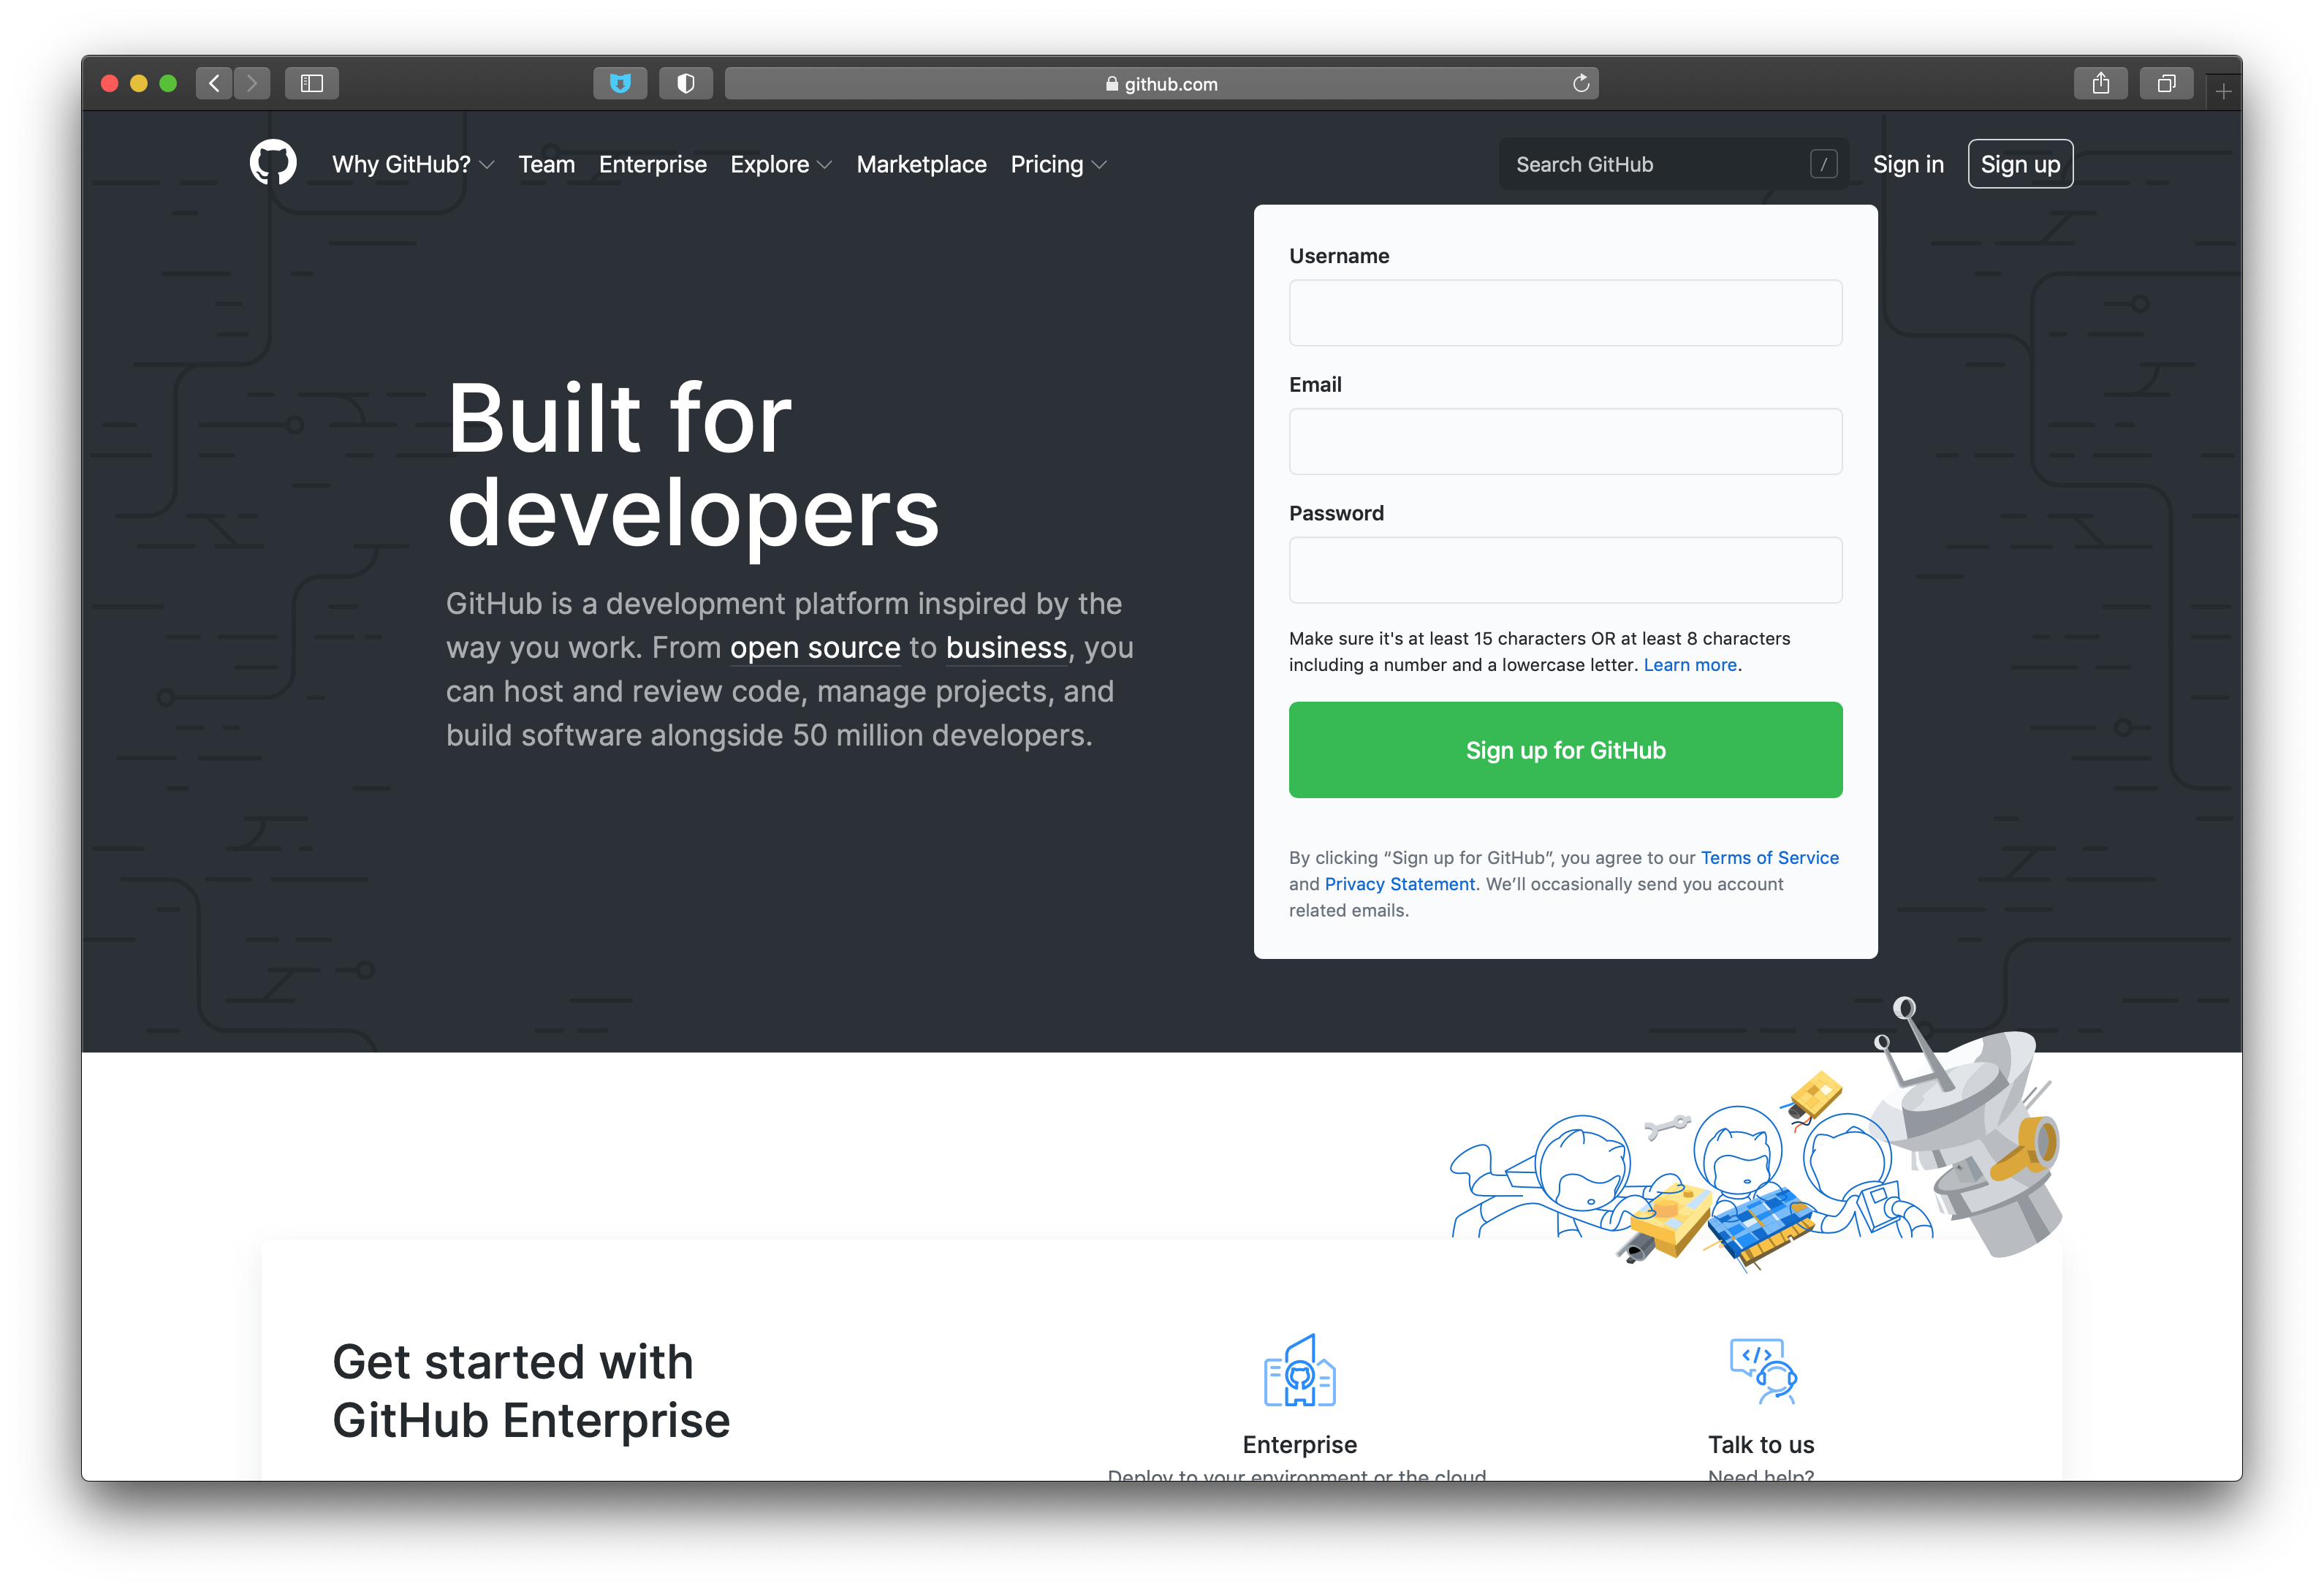 github.com
Why GitHub? Team Enterprise Explore Marketplace Pricing
Search GitHub /
Sign in
Sign up
Built for
developers
GitHub is a development platform inspired by the
way you work. From open source to business, you
can host and review code, manage projects, and
build software alongside 50 million developers.
Username
Email
Password
Make sure it's at least 15 characters OR at least 8 characters
including a number and a lowercase letter. Learn more.
Sign up for GitHub
By clicking “Sign up for GitHub”, you agree to our Terms of Service
and Privacy Statement. We’ll occasionally send you account
related emails.
Get started with
GitHub Enterprise
Enterprise
Deploy to your environment or the cloud
Talk to us
Need help?